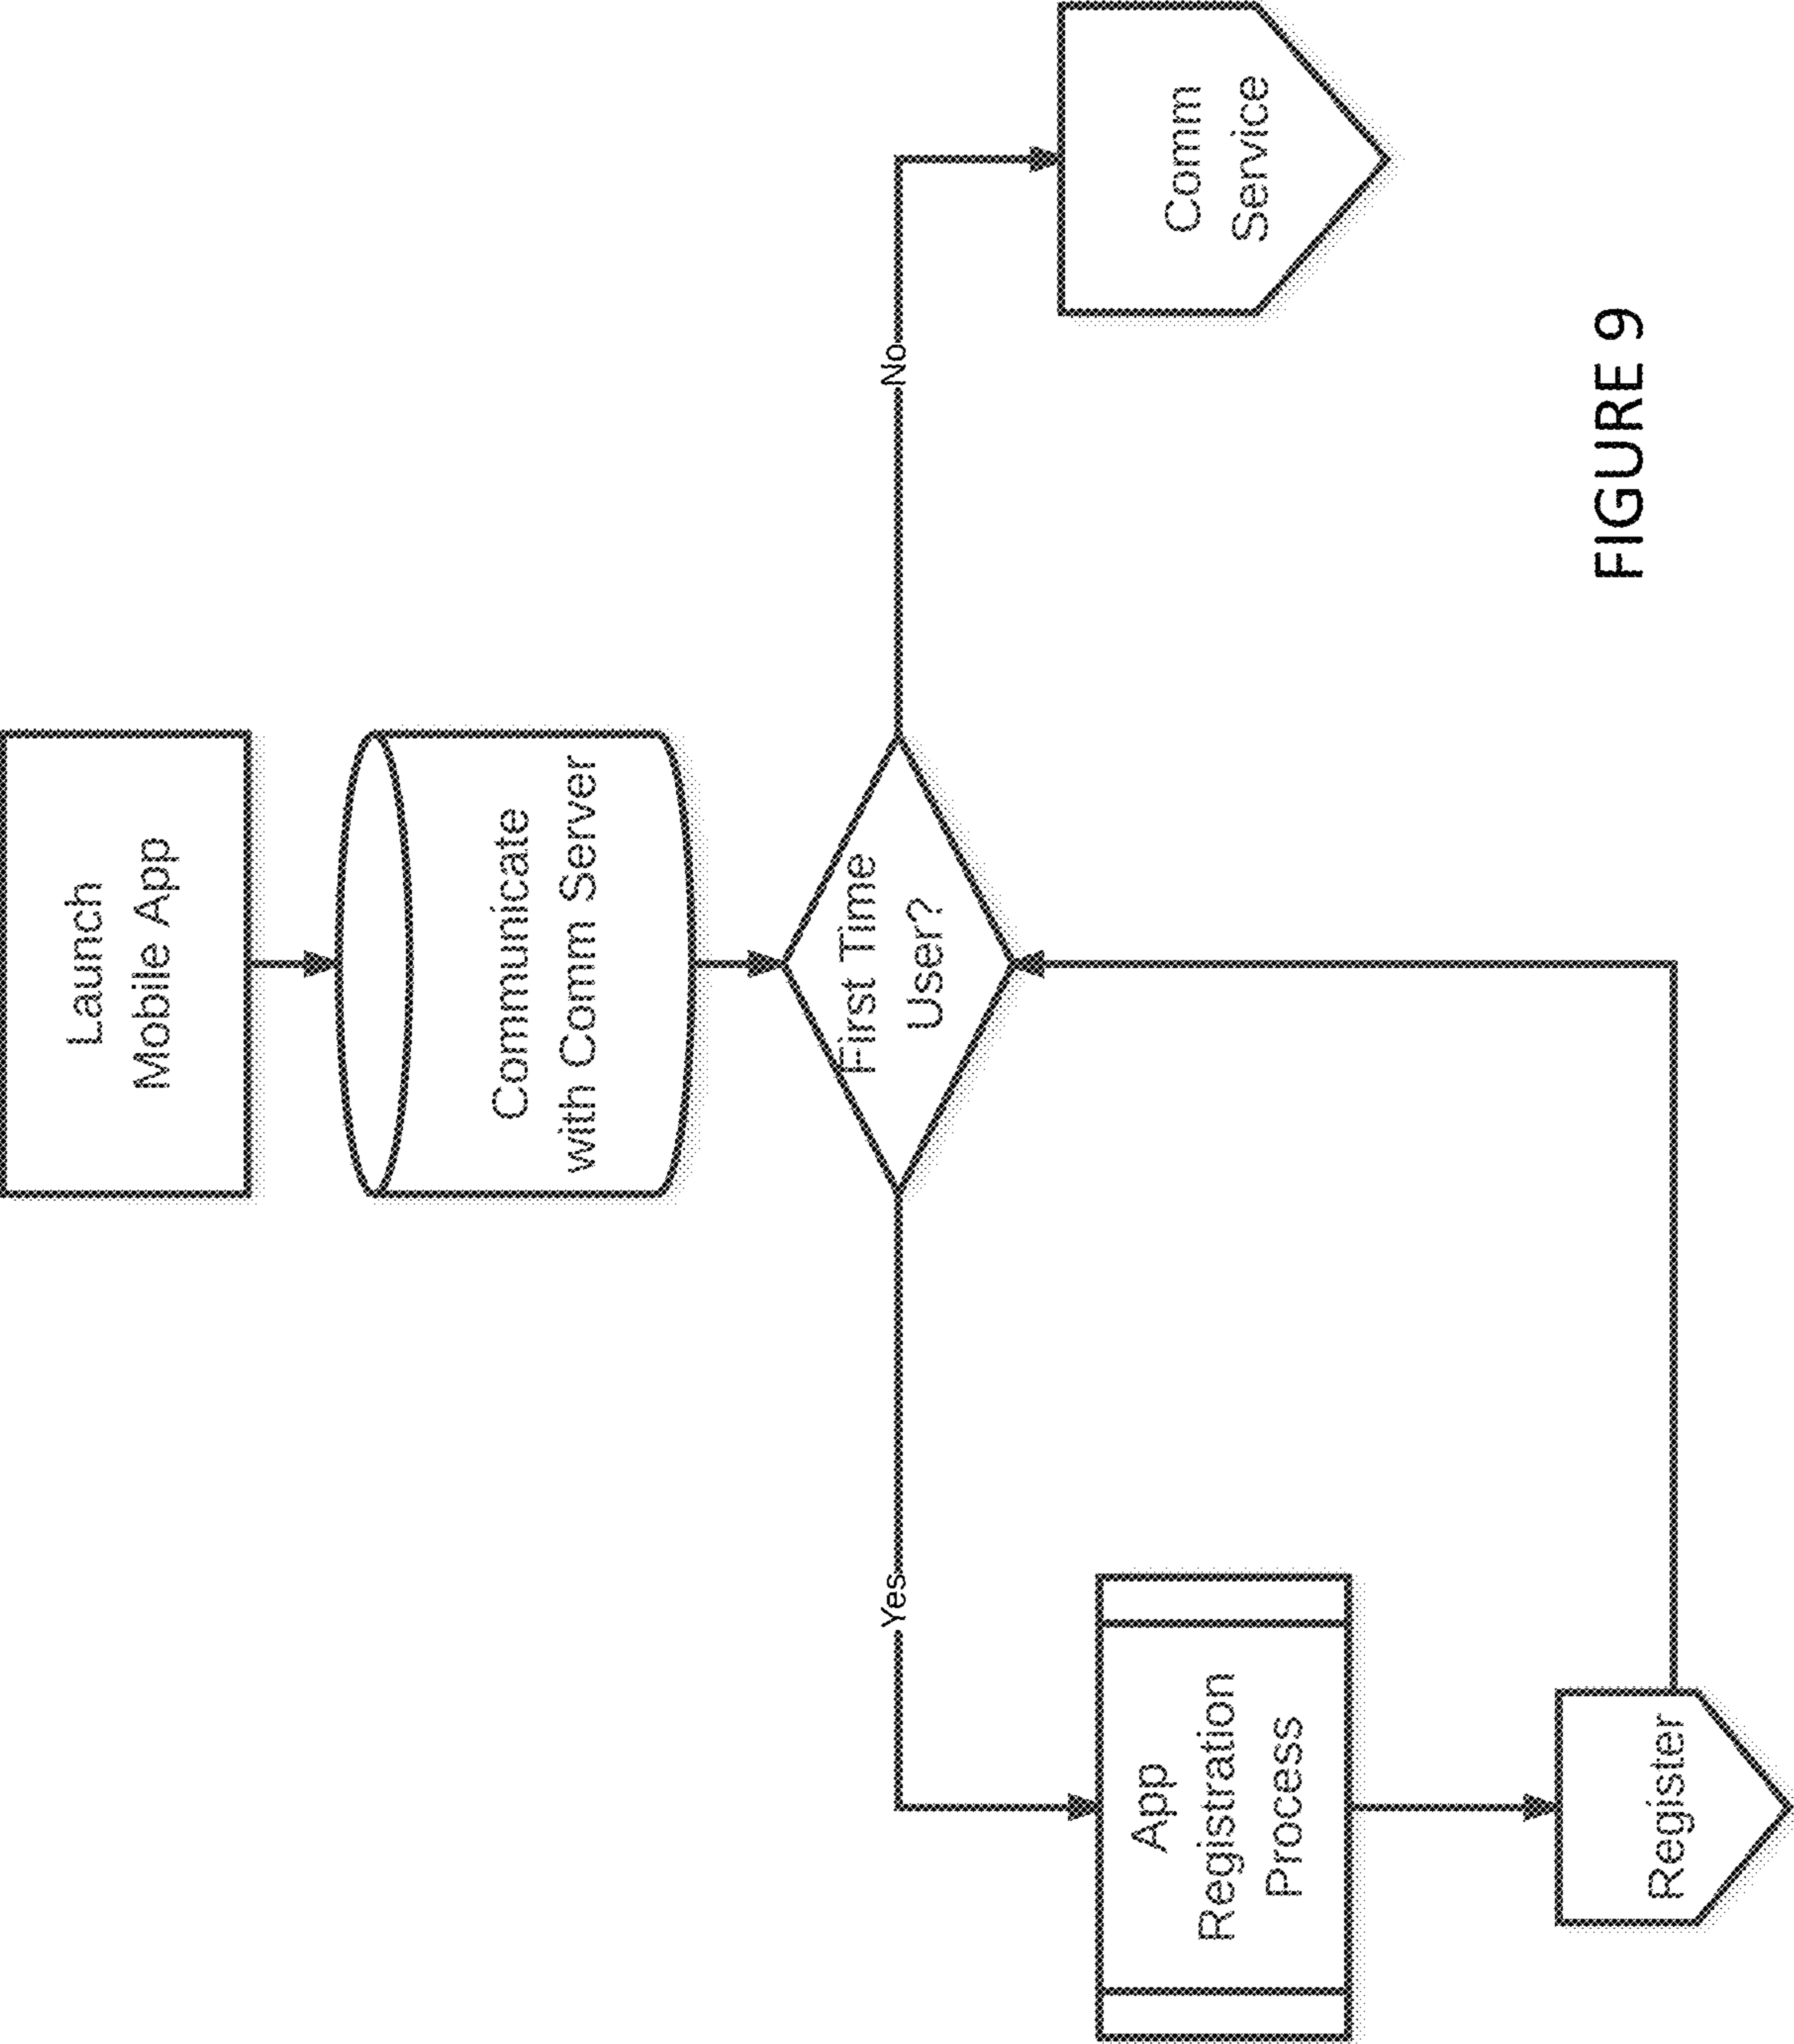 Launch
Mobile App
Communicate
with Comm Server
First Time
User?
Yes
No
App
Registration
Process
Comm
Service
Register
FIGURE 9